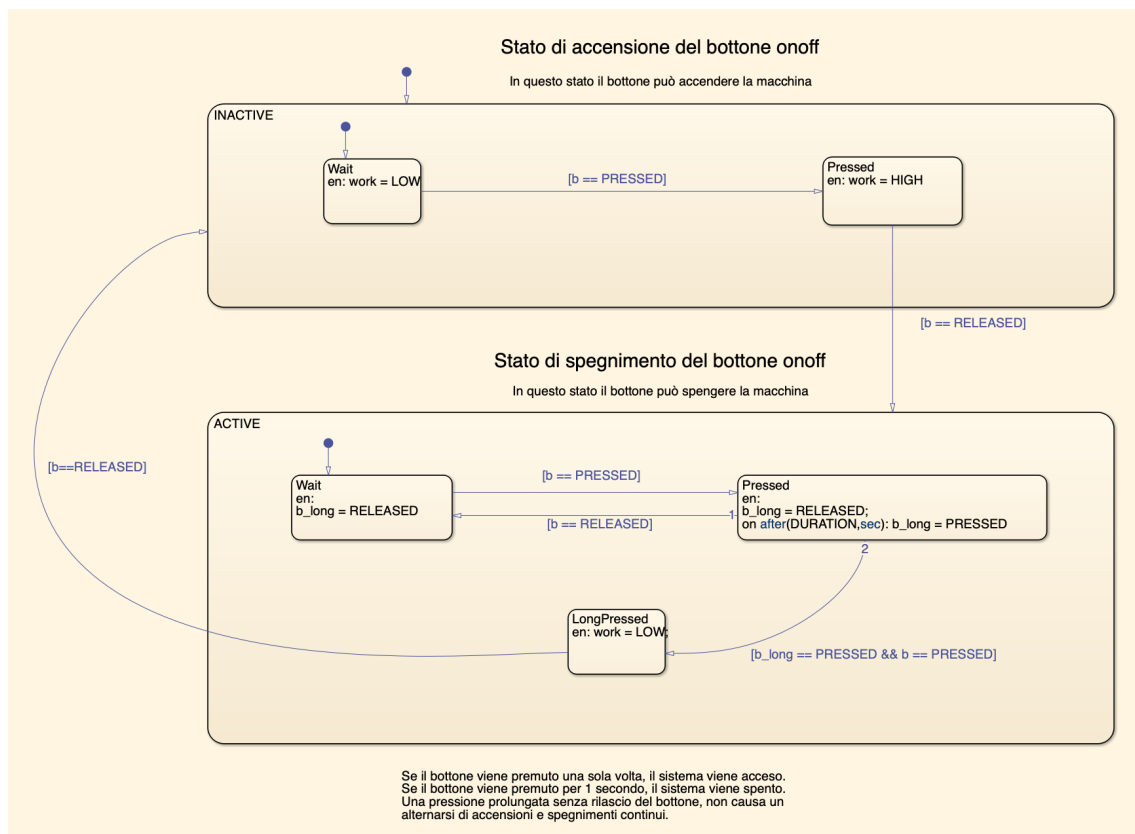 Stato di accensione del bottone onoff
In questo stato il bottone può accendere la macchina
INACTIVE
Wait
en: work = LOW
[b == PRESSED]
Pressed
en: work = HIGH
[b == RELEASED]
Stato di spegnimento del bottone onoff
In questo stato il bottone può spengere la macchina
ACTIVE
[b==RELEASED]
Wait
en:
b_long = RELEASED
[b == PRESSED]
1
[b == RELEASED]
Pressed
en:
b_long = RELEASED;
on after(DURATION,sec): b_long = PRESSED
2
LongPressed
en: work = LOW;
[b_long == PRESSED && b == PRESSED]
Se il bottone viene premuto una sola volta, il sistema viene acceso.
Se il bottone viene premuto per 1 secondo, il sistema viene spento.
Una pressione prolungata senza rilascio del bottone, non causa un
alternarsi di accensioni e spegnimenti continui.